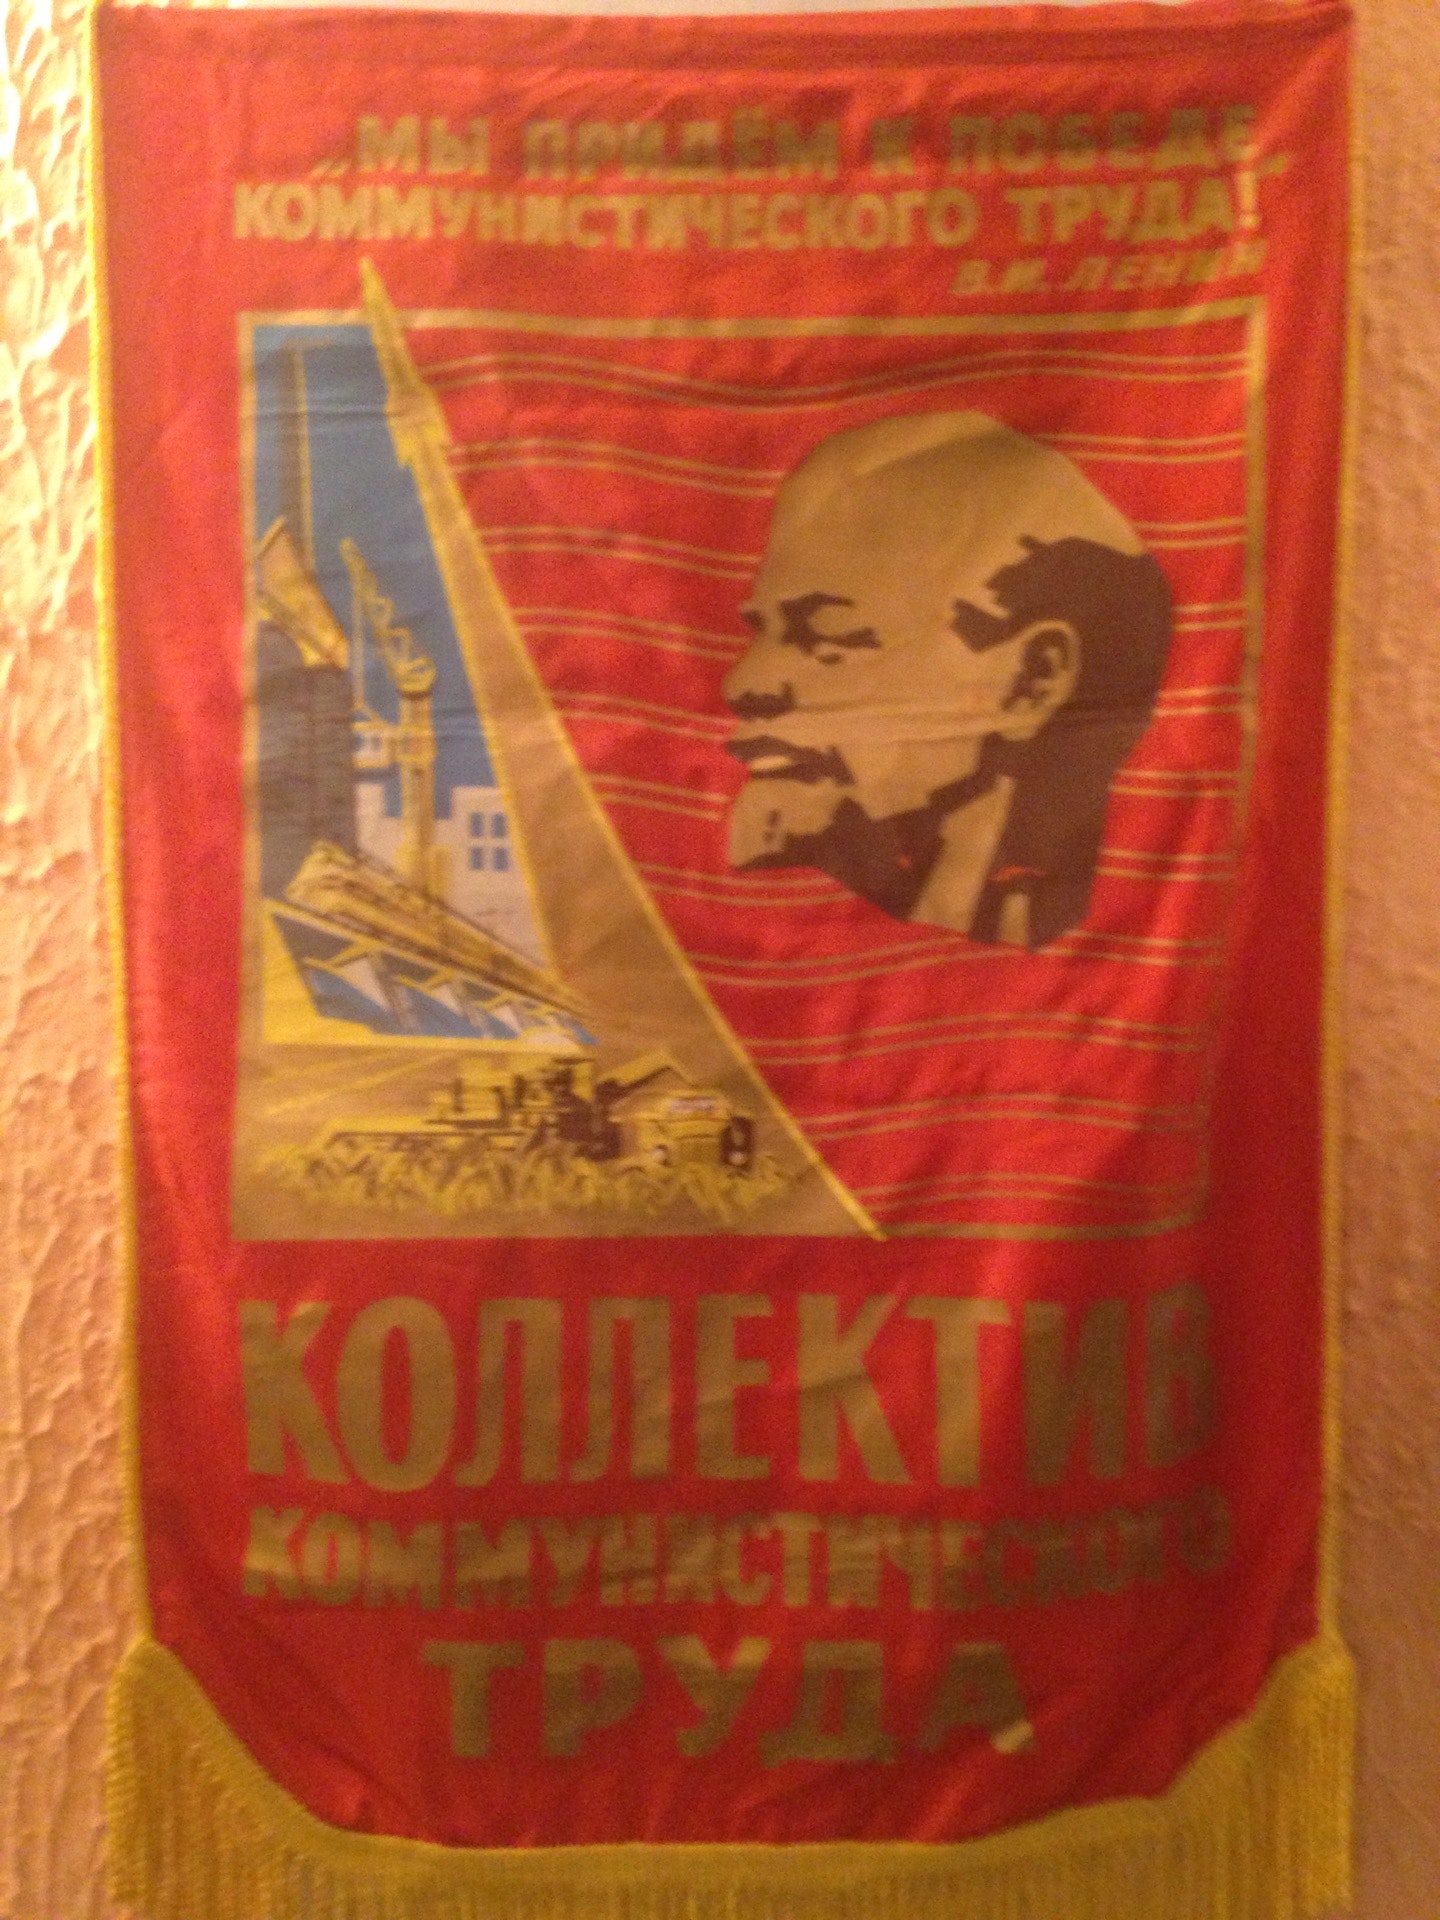 „МЫ ПРИДЁМ К ПОБЕДЕ
КОММУНИСТИЧЕСКОГО ТРУДА!"
В.И. ЛЕНИН
КОЛЛЕКТИВ
КОММУНИСТИЧЕСКОГО
ТРУДА